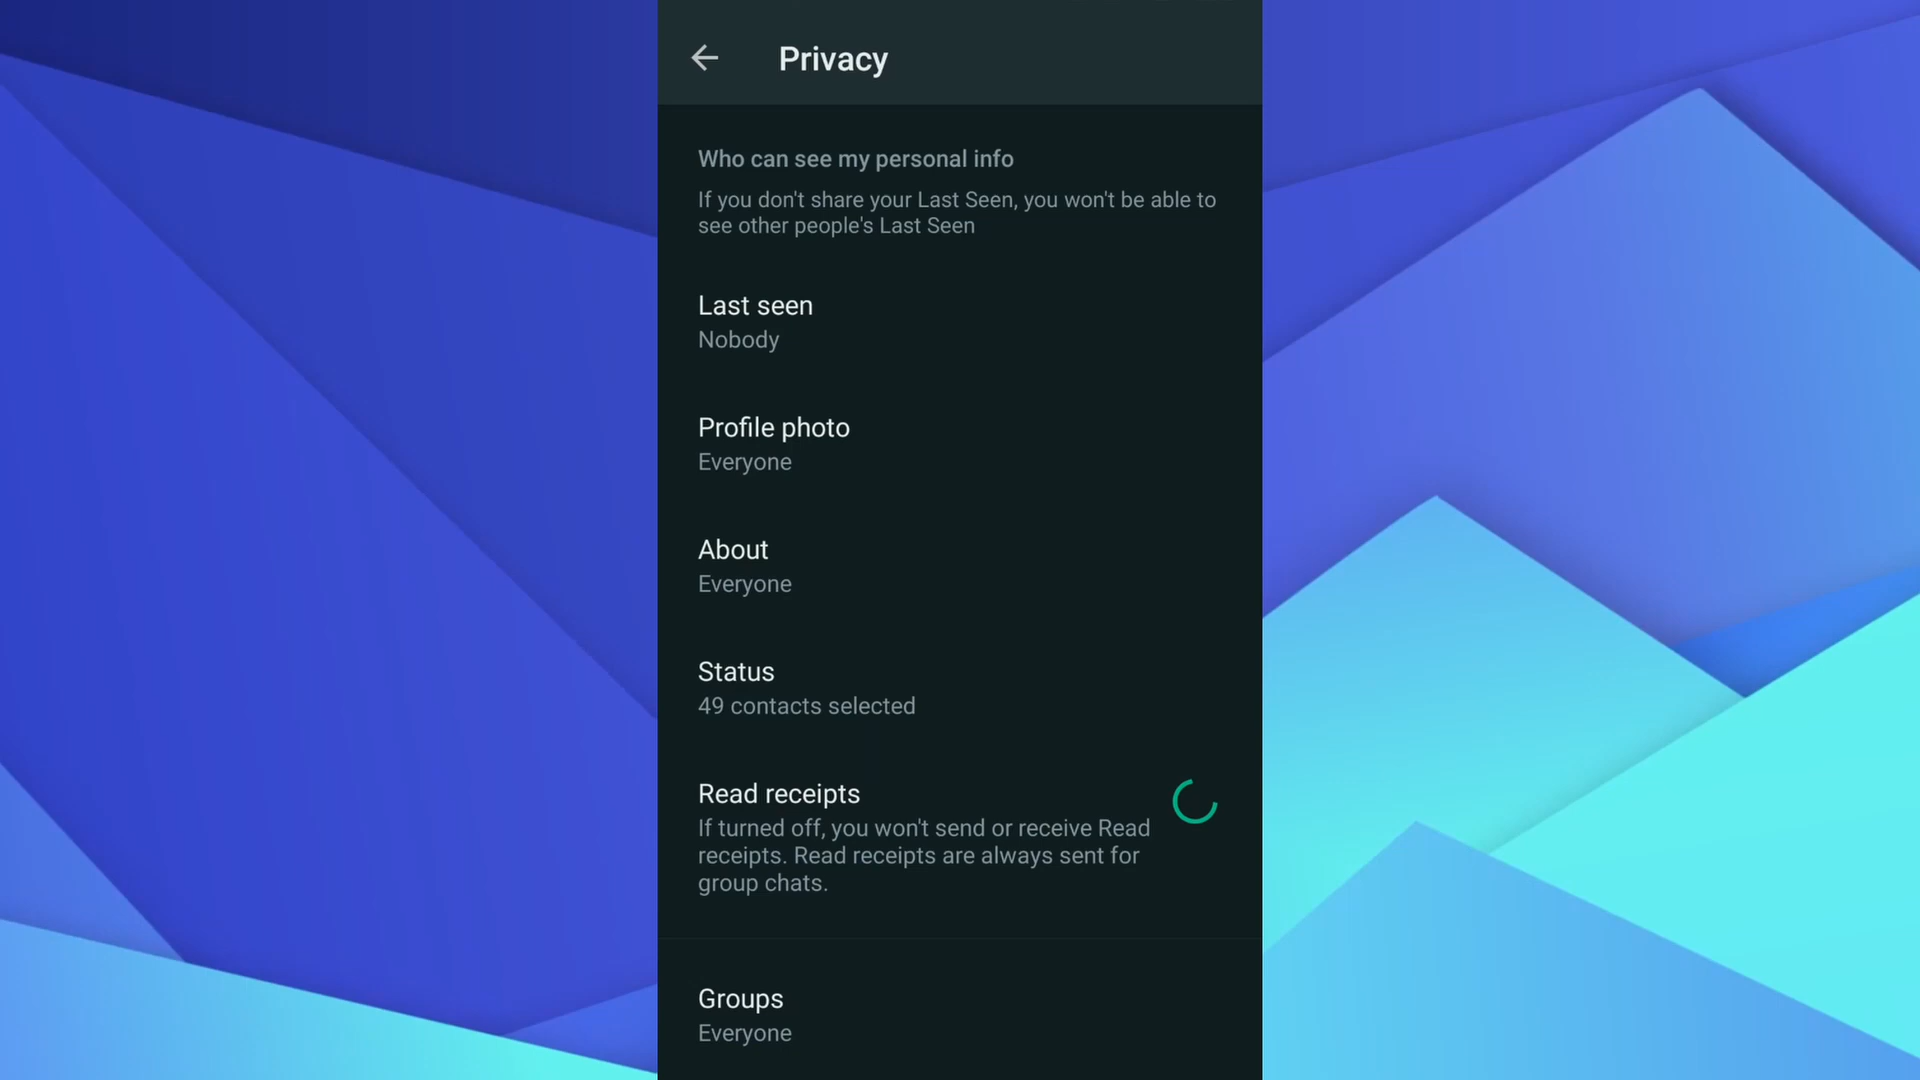 Privacy
Who can see my personal info
If you don't share your Last Seen, you won't be able to
see other people's Last Seen
Last seen
Nobody
Profile photo
Everyone
About
Everyone
Status
49 contacts selected
Read receipts
If turned off, you won't send or receive Read
receipts. Read receipts are always sent for
group chats.
Groups
Everyone